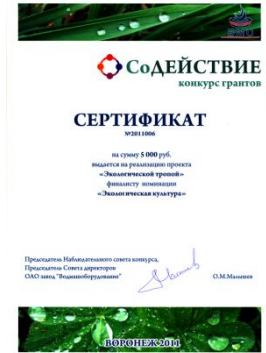 СоДЕЙСТВИЕ
конкурс грантов
СЕРТИФИКАТ
№2011006
на сумму 5 000 руб.
выдается на реализацию проекта
«Экологической тропой»
финалисту номинации
«Экологическая культура»
Председатель Наблюдательного совета конкурса,
Председатель Совета директоров
ОАО завод "Водмашоборудование"
ВОРОНЕЖ 2011